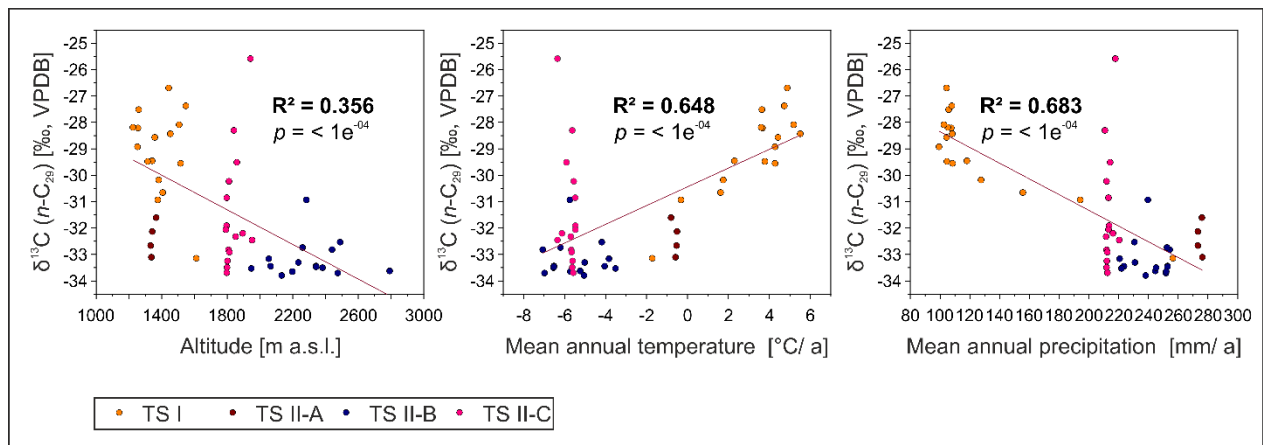 -25
-26
-27
-28
-29
-30
-31
-32
-33
-34
δ¹³C (n-C₂₉) [‰, VPDB]
R² = 0.356
p = < 1e⁻⁰⁴
1000 1400 1800 2200 2600 3000
Altitude [m a.s.l.]
-25
-26
-27
-28
-29
-30
-31
-32
-33
-34
δ¹³C (n-C₂₉) [‰, VPDB]
R² = 0.648
p = < 1e⁻⁰⁴
-8 -6 -4 -2 0 2 4 6
Mean annual temperature [°C/ a]
-25
-26
-27
-28
-29
-30
-31
-32
-33
-34
δ¹³C (n-C₂₉) [‰, VPDB]
R² = 0.683
p = < 1e⁻⁰⁴
80 100 120 140 160 180 200 220 240 260 280 300
Mean annual precipitation [mm/ a]
TS I TS II-A TS II-B TS II-C